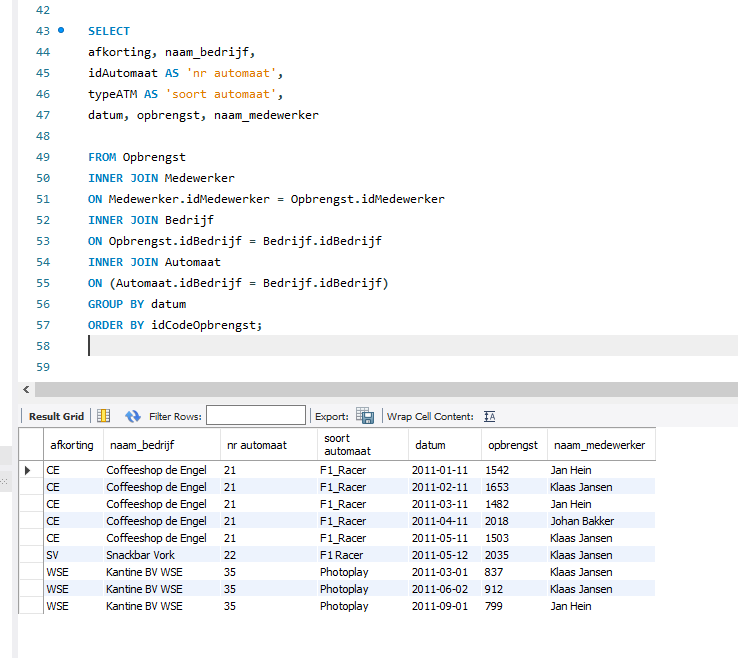 42
43 SELECT
44 afkorting, naam_bedrijf,
45 idAutomaat AS 'nr automaat',
46 typeATM AS 'soort automaat',
47 datum, opbrengst, naam_medewerker
48
49 FROM Opbrengst
50 INNER JOIN Medewerker
51 ON Medewerker.idMedewerker = Opbrengst.idMedewerker
52 INNER JOIN Bedrijf
53 ON Opbrengst.idBedrijf = Bedrijf.idBedrijf
54 INNER JOIN Automaat
55 ON (Automaat.idBedrijf = Bedrijf.idBedrijf)
56 GROUP BY datum
57 ORDER BY idCodeOpbrengst;
58
59
Result Grid Filter Rows: Export: Wrap Cell Content: IA
afkorting naam_bedrijf nr automaat soort automaat datum opbrengst naam_medewerker
CE Coffeeshop de Engel 21 F1_Racer 2011-01-11 1542 Jan Hein
CE Coffeeshop de Engel 21 F1_Racer 2011-02-11 1653 Klaas Jansen
CE Coffeeshop de Engel 21 F1_Racer 2011-03-11 1482 Jan Hein
CE Coffeeshop de Engel 21 F1_Racer 2011-04-11 2018 Johan Bakker
CE Coffeeshop de Engel 21 F1_Racer 2011-05-11 1503 Klaas Jansen
SV Snackbar Vork 22 F1 Racer 2011-05-12 2035 Klaas Jansen
WSE Kantine BV WSE 35 Photoplay 2011-03-01 837 Klaas Jansen
WSE Kantine BV WSE 35 Photoplay 2011-06-02 912 Klaas Jansen
WSE Kantine BV WSE 35 Photoplay 2011-09-01 799 Jan Hein